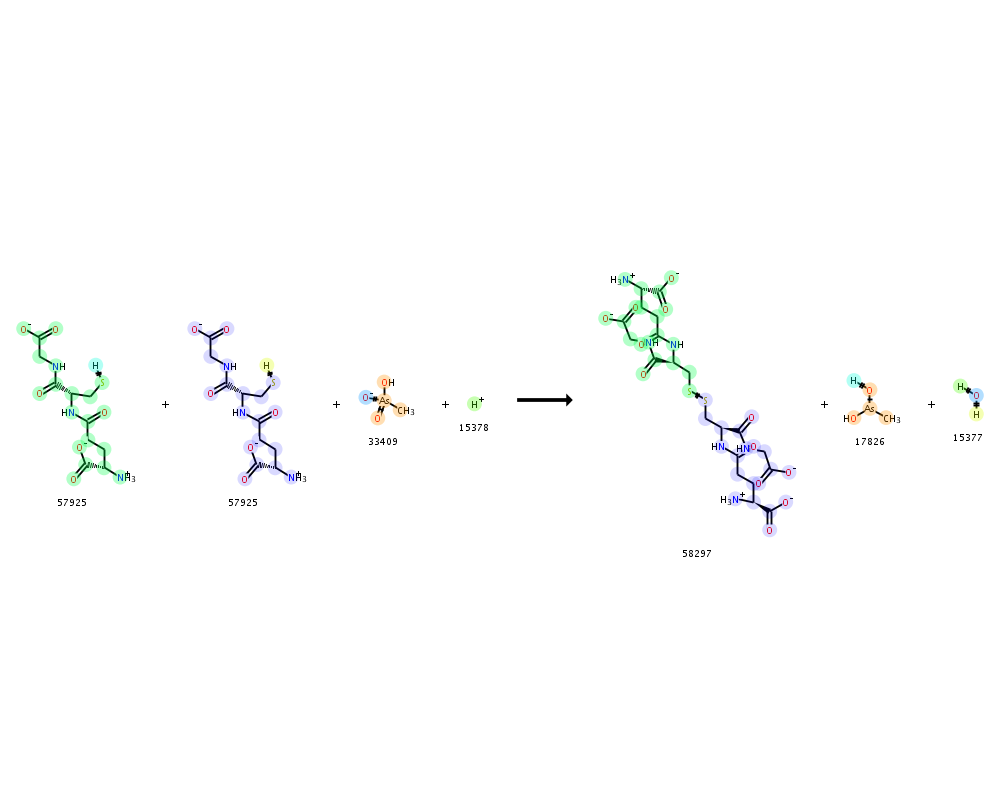 O⁻ O
NH
H
O S
HN O
O⁻
O NH₃⁺
57925
+
O⁻ O
NH
H
O S
HN O
O⁻
O NH₃⁺
57925
+
OH
O⁻ As
O CH₃
33409
+
H⁺
15378
H₃N⁺ O⁻
O
O⁻ O
O NH NH
O
S
S
O
HN NH O
O O⁻
H₃N⁺ O⁻
O
58297
+
H O
As
HO CH₃
17826
+
H O
H
15377